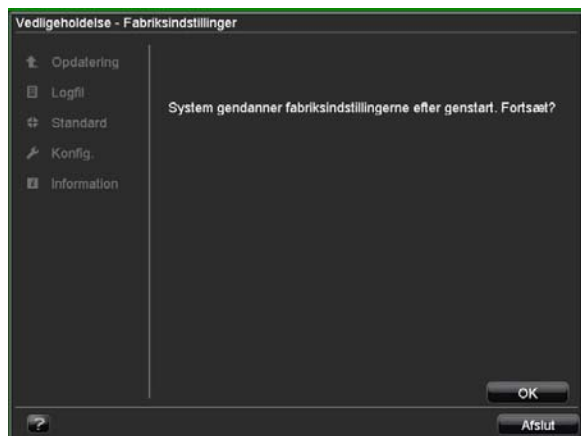 Vedligeholdelse - Fabriksindstillinger
Opdatering
Logfil
Standard
Konfig.
Information
System gendanner fabriksindstillingerne efter genstart. Fortsæt?
OK
?
Afslut